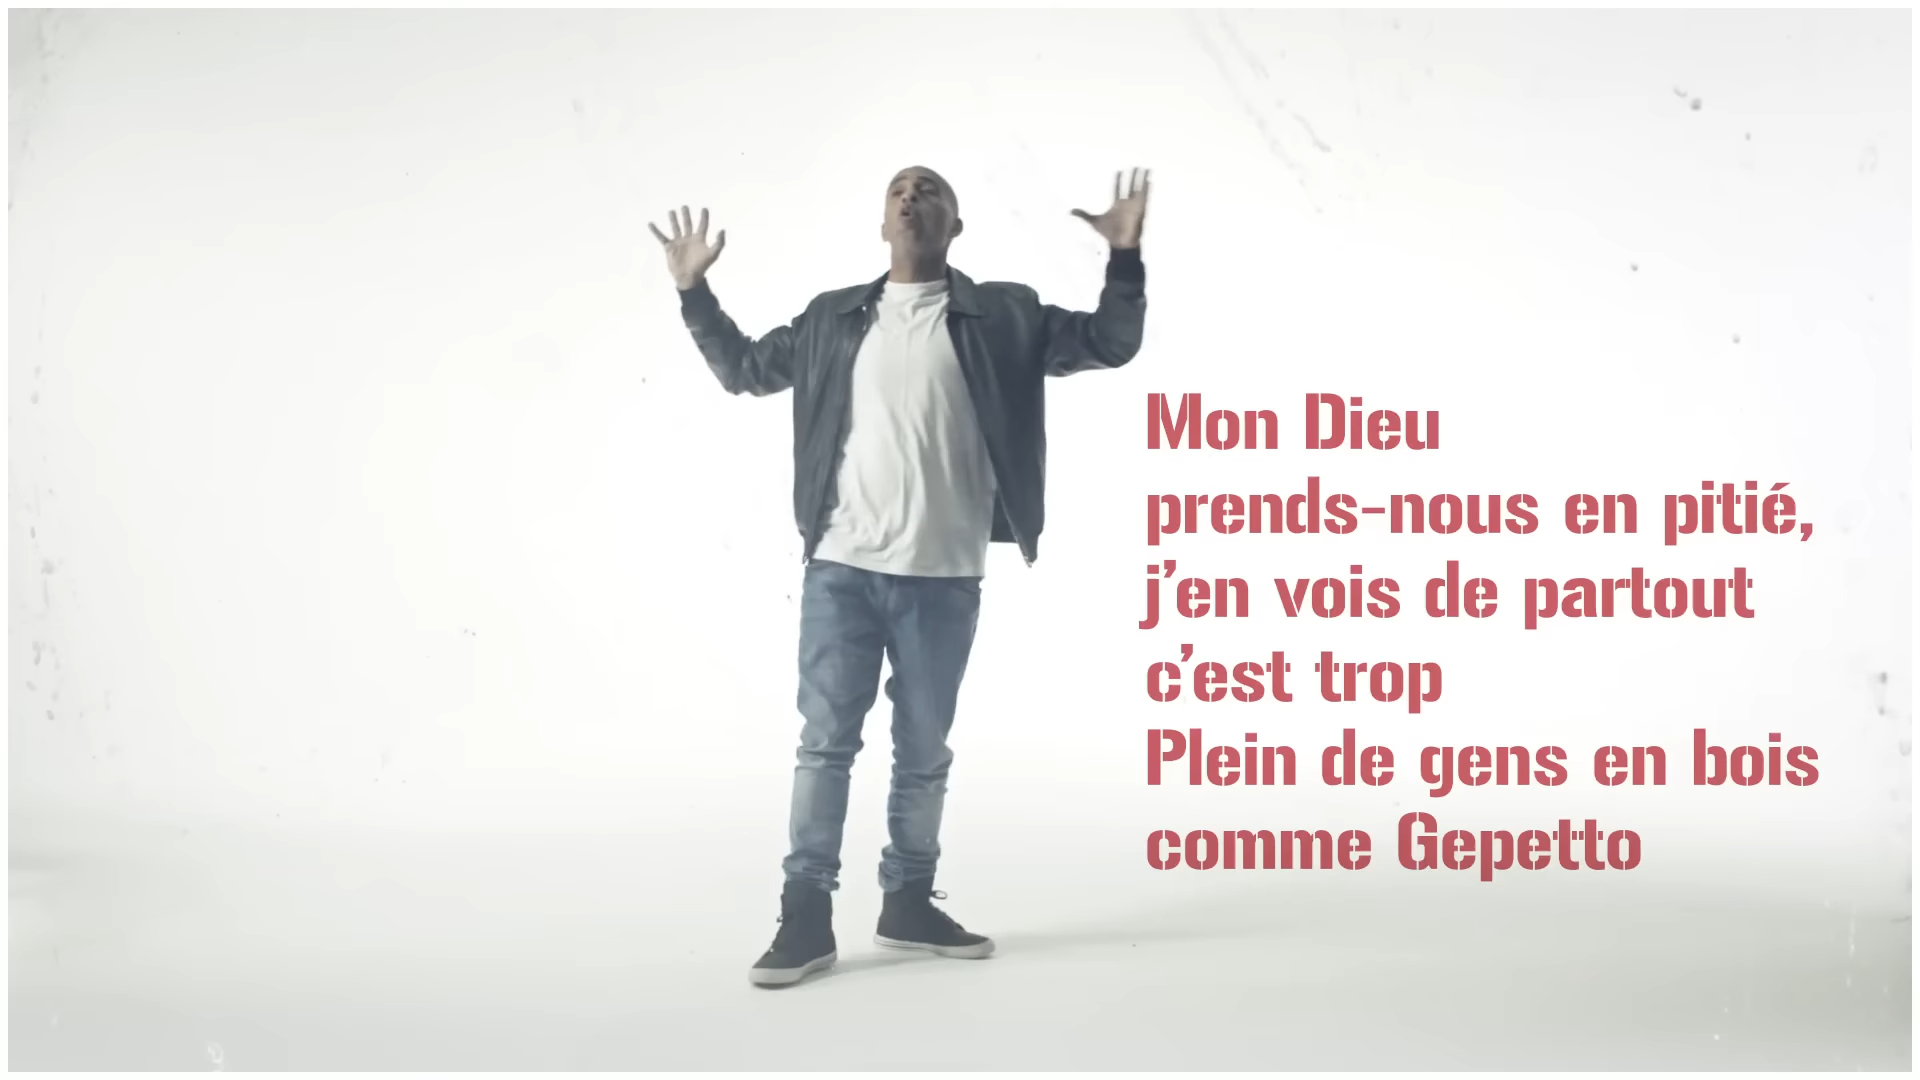 Mon Dieu
prends-nous en pitié,
j’en vois de partout
c’est trop
Plein de gens en bois
comme Gepetto